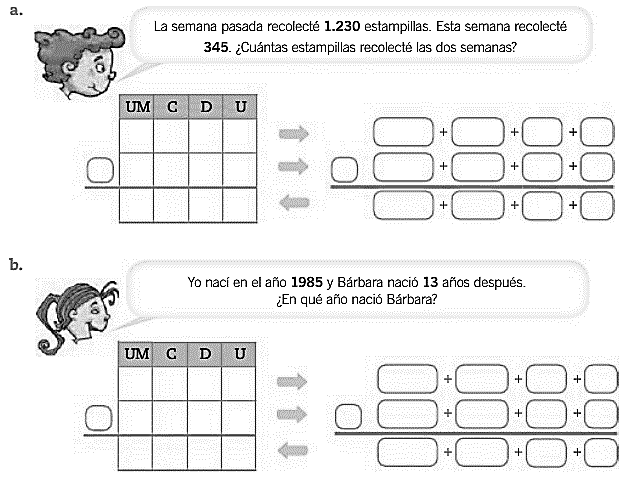 a.
La semana pasada recolecté 1.230 estampillas. Esta semana recolecté
345. ¿Cuántas estampillas recolecté las dos semanas?
UM C D U
+ + +
+ + +
+ + +
b.
Yo nací en el año 1985 y Bárbara nació 13 años después.
¿En qué año nació Bárbara?
UM C D U
+ + +
+ + +
+ + +